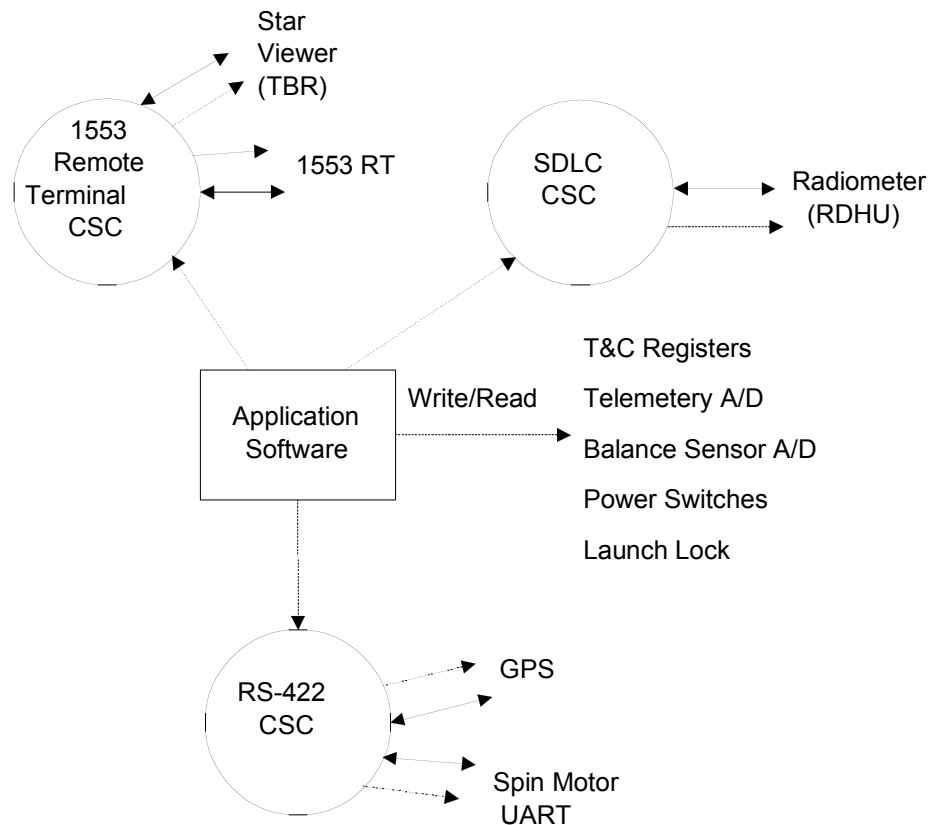 Star
Viewer
(TBR)
1553
Remote
Terminal
CSC
1553 RT
SDLC
CSC
Radiometer
(RDHU)
Application
Software
Write/Read
T&C Registers
Telemetery A/D
Balance Sensor A/D
Power Switches
Launch Lock
RS-422
CSC
GPS
Spin Motor
UART